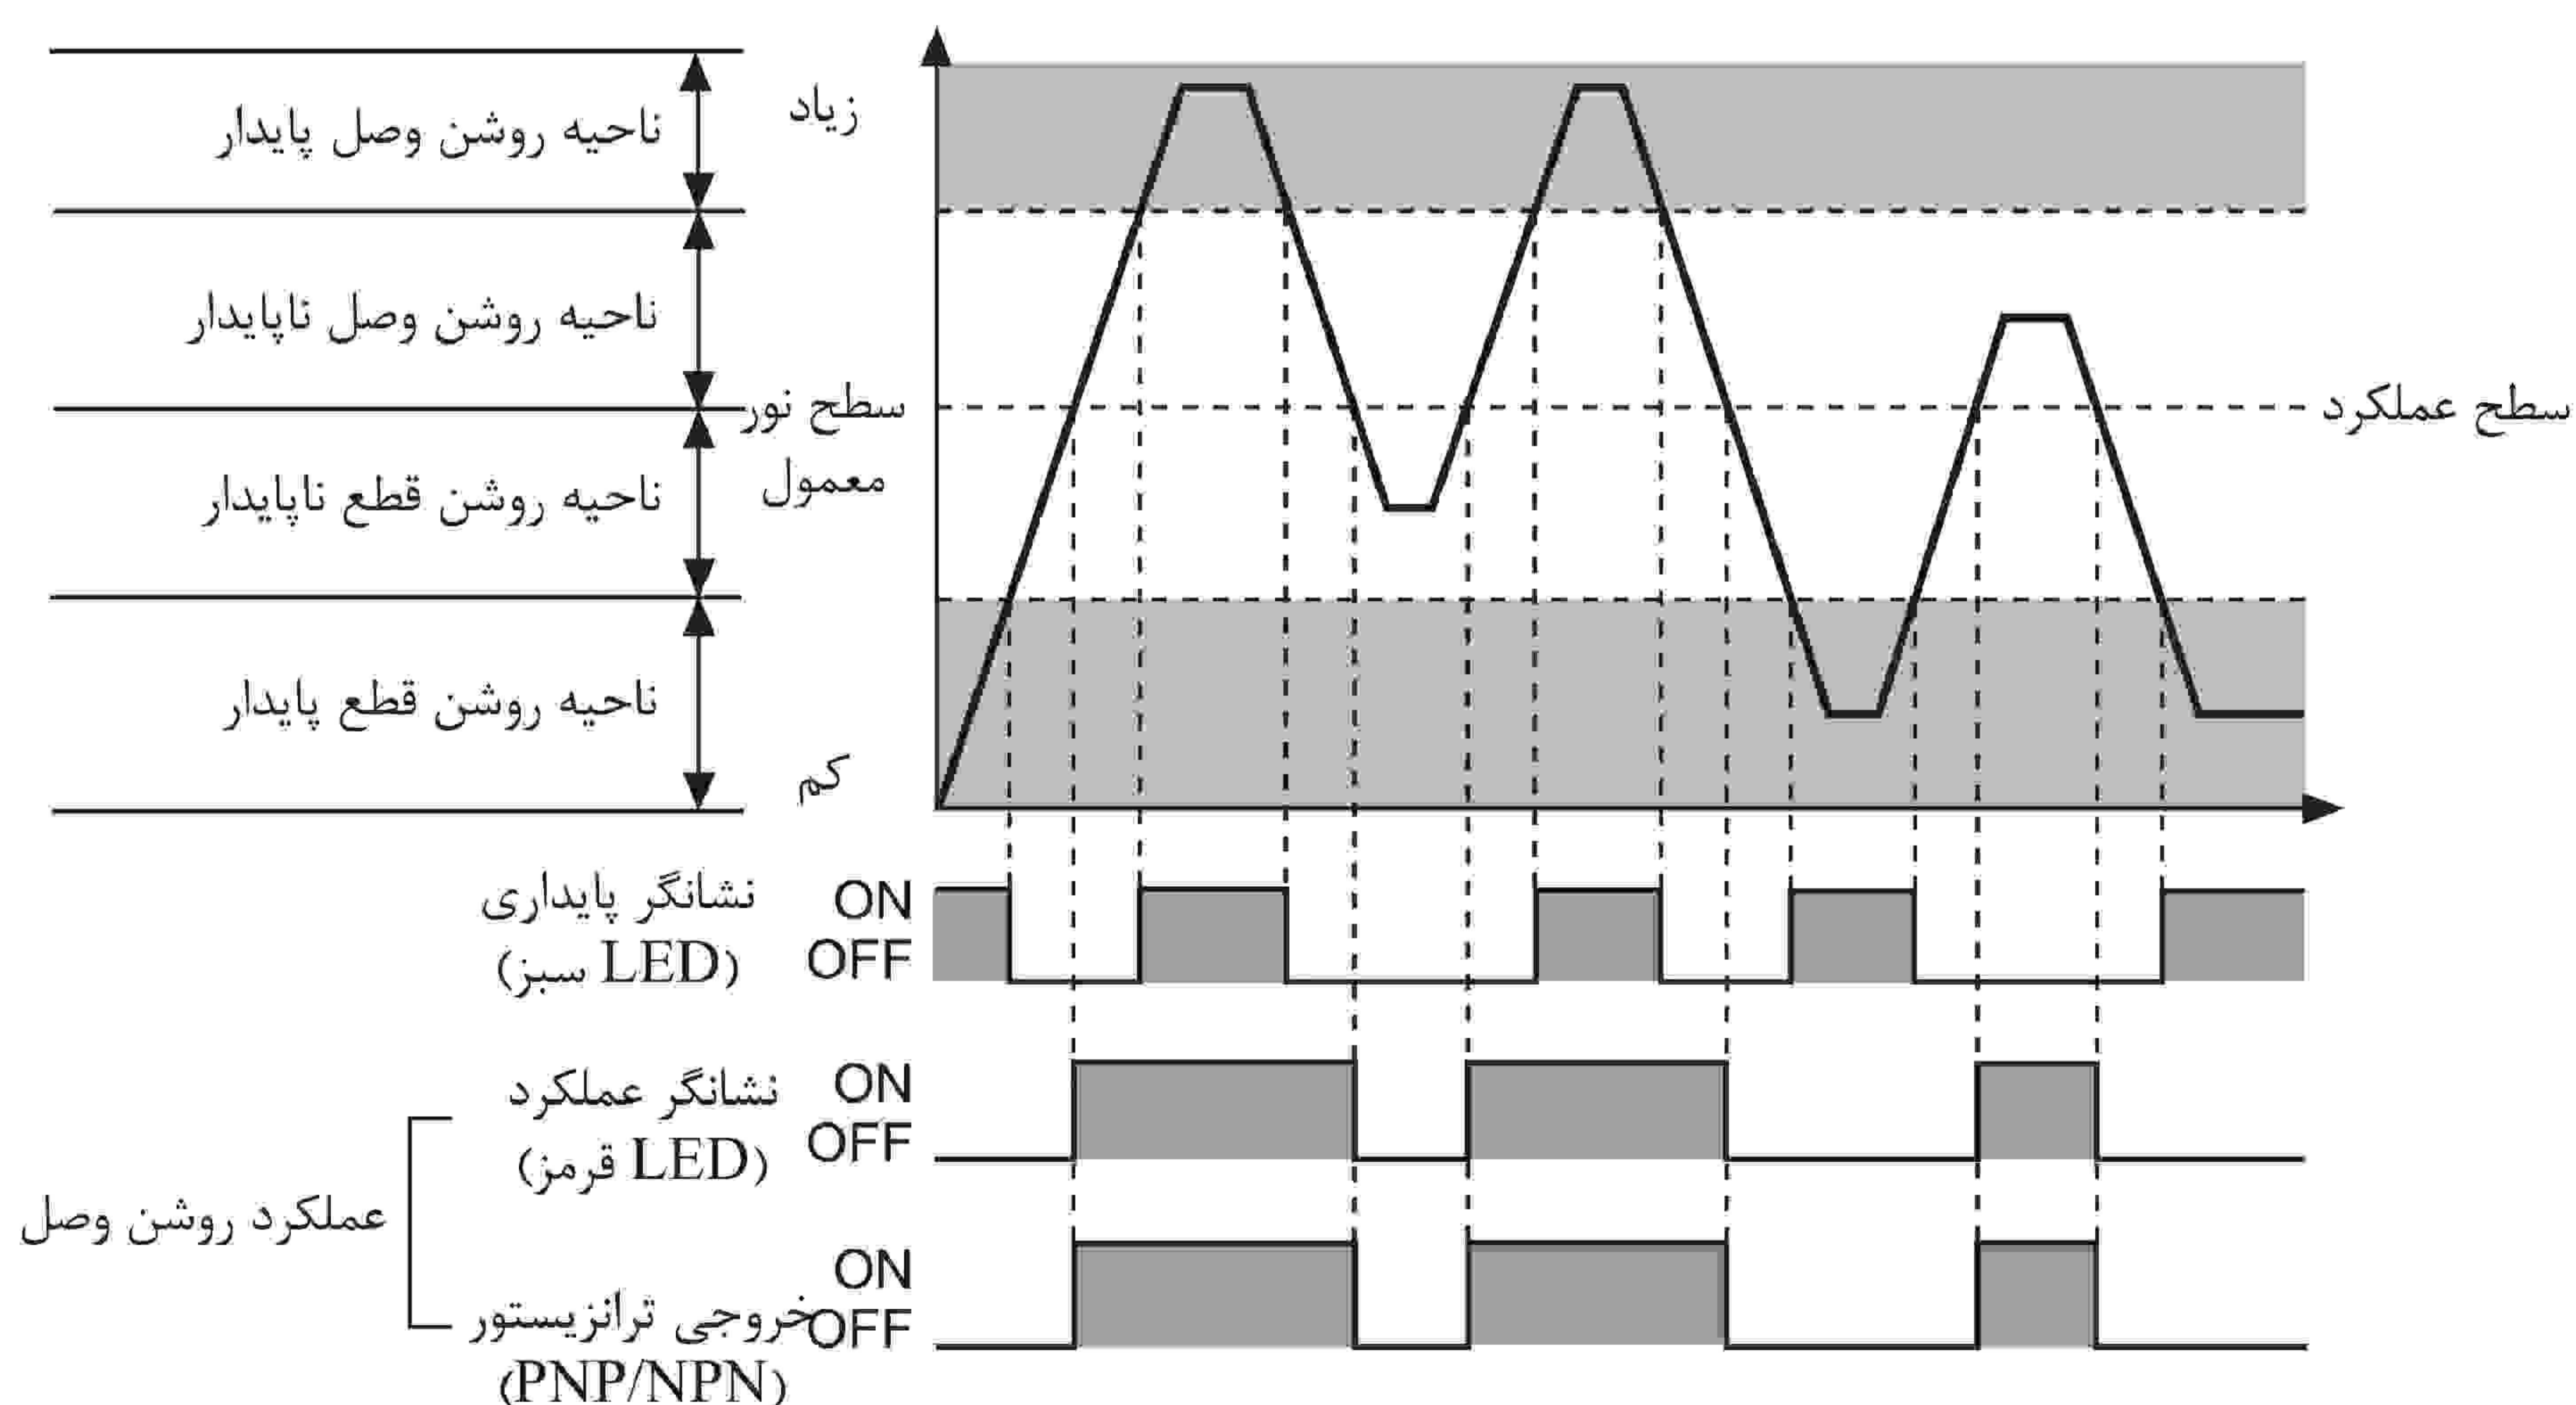 زیاد
ناحیه روشن وصل پایدار
ناحیه روشن وصل ناپایدار
سطح عملکرد
سطح نور
معمول
ناحیه روشن قطع ناپایدار
ناحیه روشن قطع پایدار
کم
نشانگر پایداری
(LED سبز)
ON
OFF
نشانگر عملکرد
(LED قرمز)
ON
OFF
عملکرد روشن وصل
خروجی ترانزیستور
(PNP/NPN)
ON
OFF